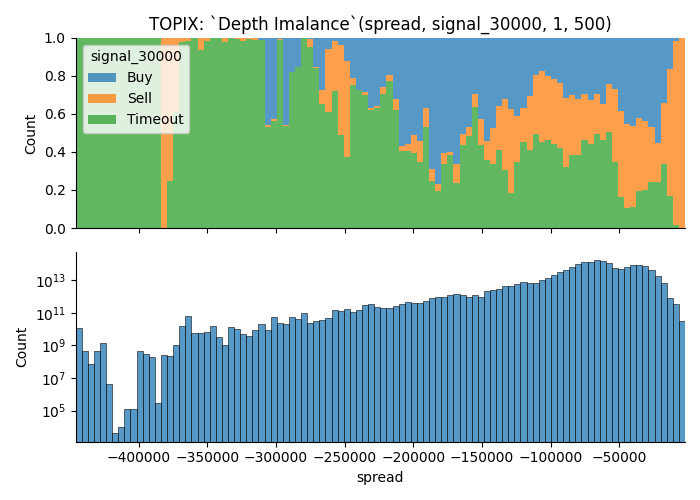 TOPIX: `Depth Imalance`(spread, signal_30000, 1, 500)
signal_30000
Buy
Sell
Timeout
Count
1.0
0.8
0.6
0.4
0.2
0.0
Count
10^13
10^11
10^9
10^7
10^5
−400000 −350000 −300000 −250000 −200000 −150000 −100000 −50000
spread